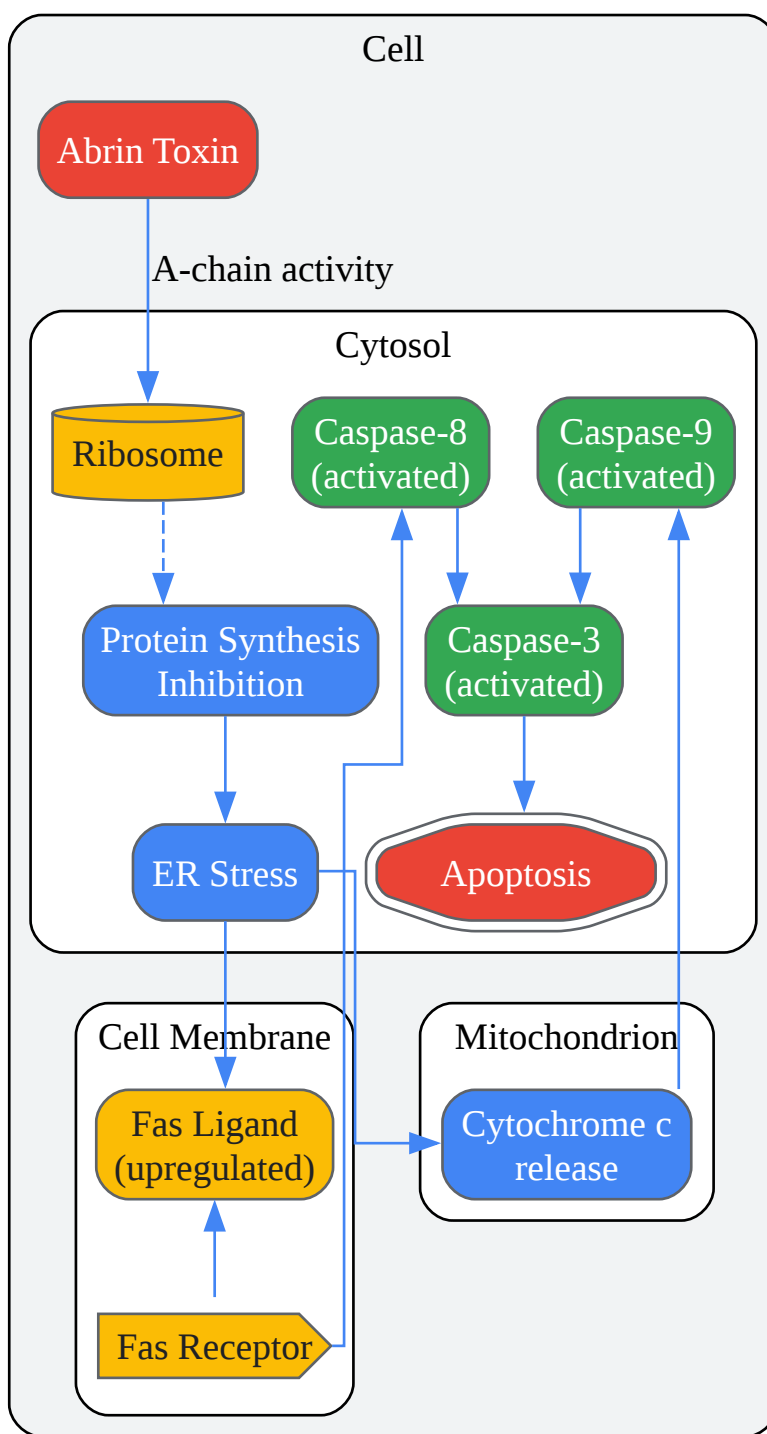 Cell
Abrin Toxin
A-chain activity
Cytosol
Ribosome
Caspase-8
(activated)
Caspase-9
(activated)
Protein Synthesis
Inhibition
Caspase-3
(activated)
ER Stress
Apoptosis
Cell Membrane
Mitochondrion
Fas Ligand
(upregulated)
Cytochrome c
release
Fas Receptor